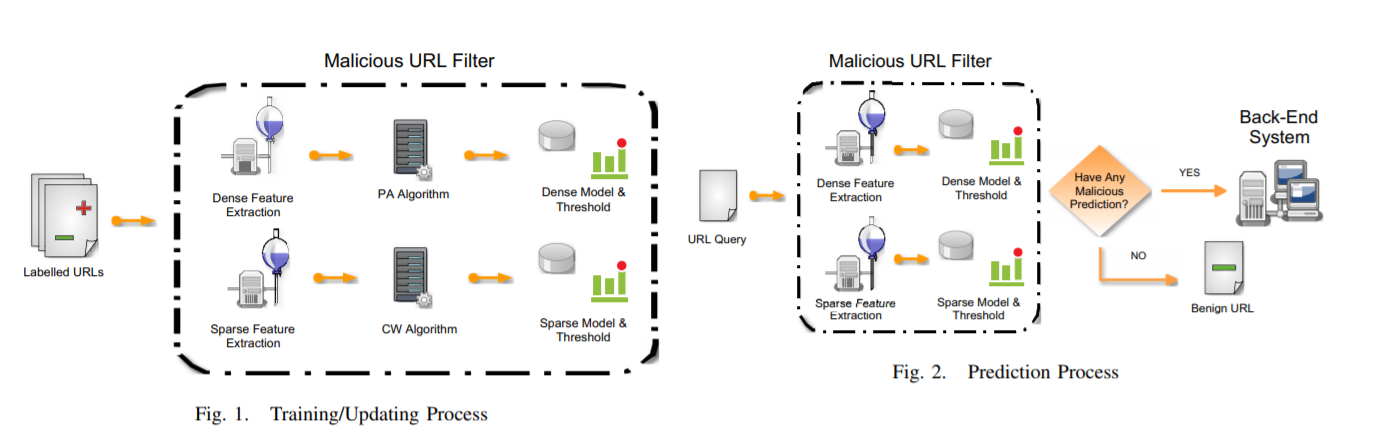 Malicious URL Filter
Dense Feature
Extraction
PA Algorithm
Dense Model &
Threshold
Labelled URLs
Sparse Feature
Extraction
CW Algorithm
Sparse Model &
Threshold
Fig. 1. Training/Updating Process
Malicious URL Filter
Dense Feature
Extraction
Dense Model &
Threshold
URL Query
Sparse Feature
Extraction
Sparse Model &
Threshold
Have Any
Malicious
Prediction?
YES
Back-End
System
NO
Benign URL
Fig. 2. Prediction Process